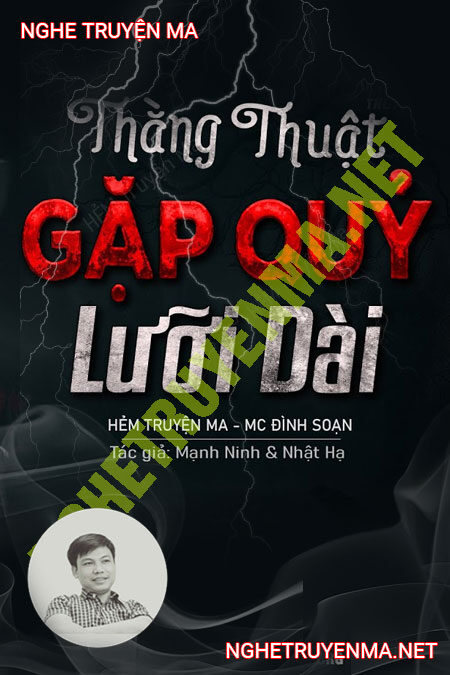 NGHE TRUYỆN MA
Thằng Thuật
GẶP QUỶ
Lưỡi Dài
HẺM TRUYỆN MA - MC ĐÌNH SOẠN
Tác giả: Mạnh Ninh & Nhật Hạ
NGHETRUYENMA.NET
NGHETRUYENMA.NET